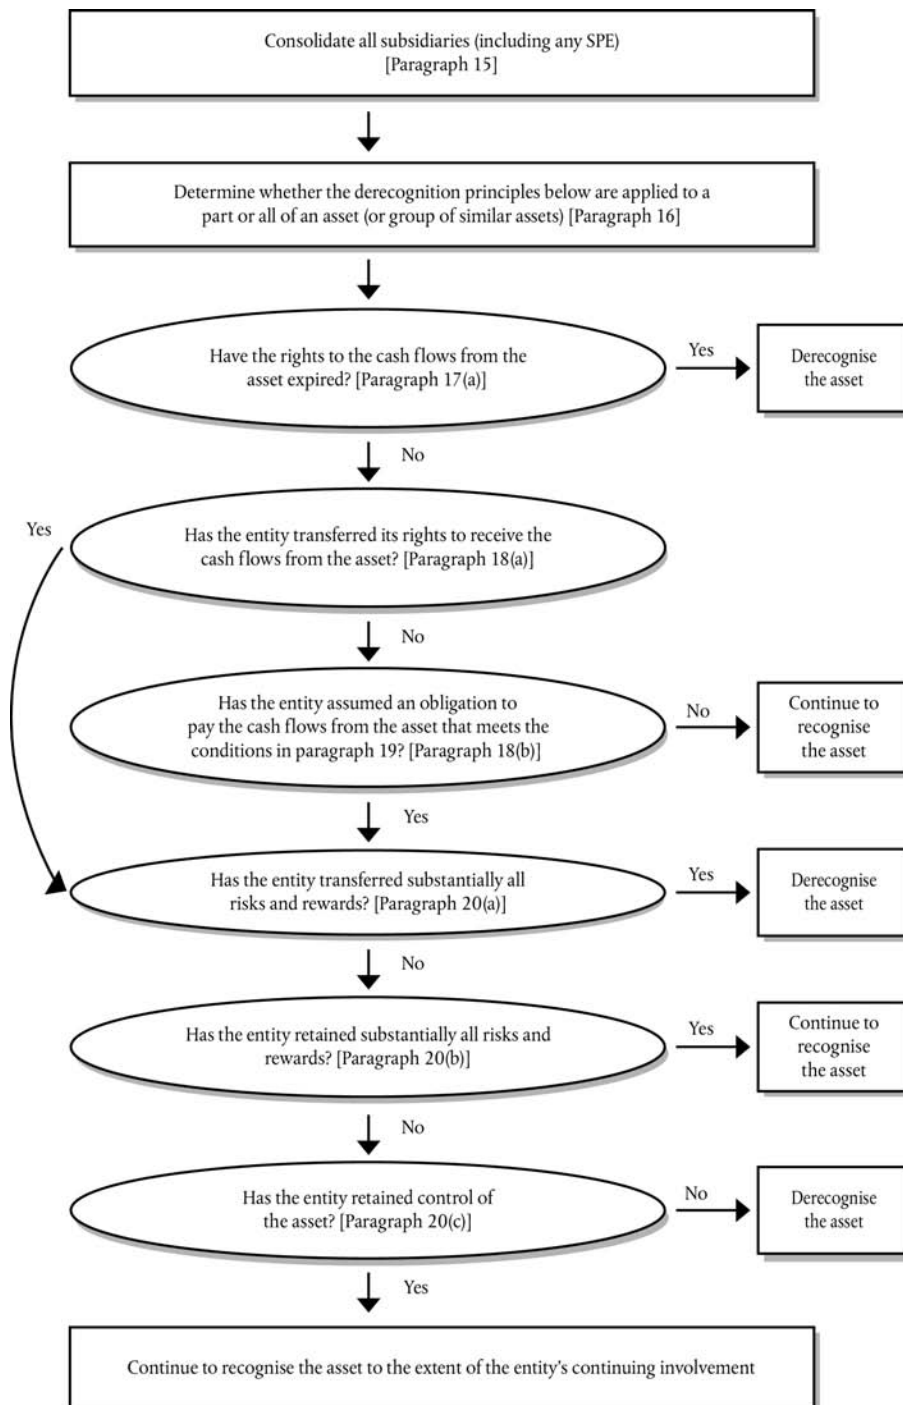 Consolidate all subsidiaries (including any SPE)
[Paragraph 15]
Determine whether the derecognition principles below are applied to a
part or all of an asset (or group of similar assets) [Paragraph 16]
Have the rights to the cash flows from the
asset expired? [Paragraph 17(a)]
Yes
Derecognise
the asset
No
Yes
Has the entity transferred its rights to receive the
cash flows from the asset? [Paragraph 18(a)]
No
Has the entity assumed an obligation to
pay the cash flows from the asset that meets the
conditions in paragraph 19? [Paragraph 18(b)]
No
Continue to
recognise
the asset
Yes
Has the entity transferred substantially all
risks and rewards? [Paragraph 20(a)]
Yes
Derecognise
the asset
No
Has the entity retained substantially all risks and
rewards? [Paragraph 20(b)]
Yes
Continue to
recognise
the asset
No
Has the entity retained control of
the asset? [Paragraph 20(c)]
No
Derecognise
the asset
Yes
Continue to recognise the asset to the extent of the entity's continuing involvement